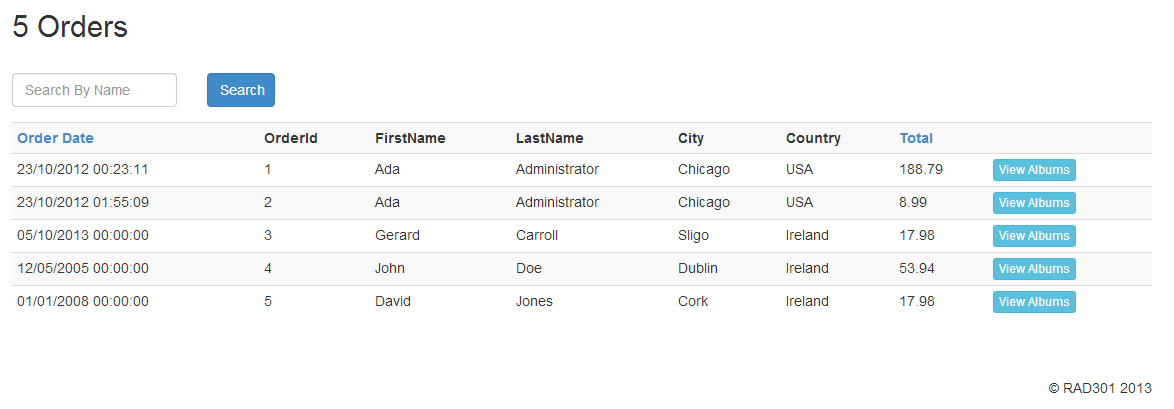 5 Orders
Search By Name Search
Order Date OrderId FirstName LastName City Country Total
23/10/2012 00:23:11 1 Ada Administrator Chicago USA 188.79 View Albums
23/10/2012 01:55:09 2 Ada Administrator Chicago USA 8.99 View Albums
05/10/2013 00:00:00 3 Gerard Carroll Sligo Ireland 17.98 View Albums
12/05/2005 00:00:00 4 John Doe Dublin Ireland 53.94 View Albums
01/01/2008 00:00:00 5 David Jones Cork Ireland 17.98 View Albums
© RAD301 2013